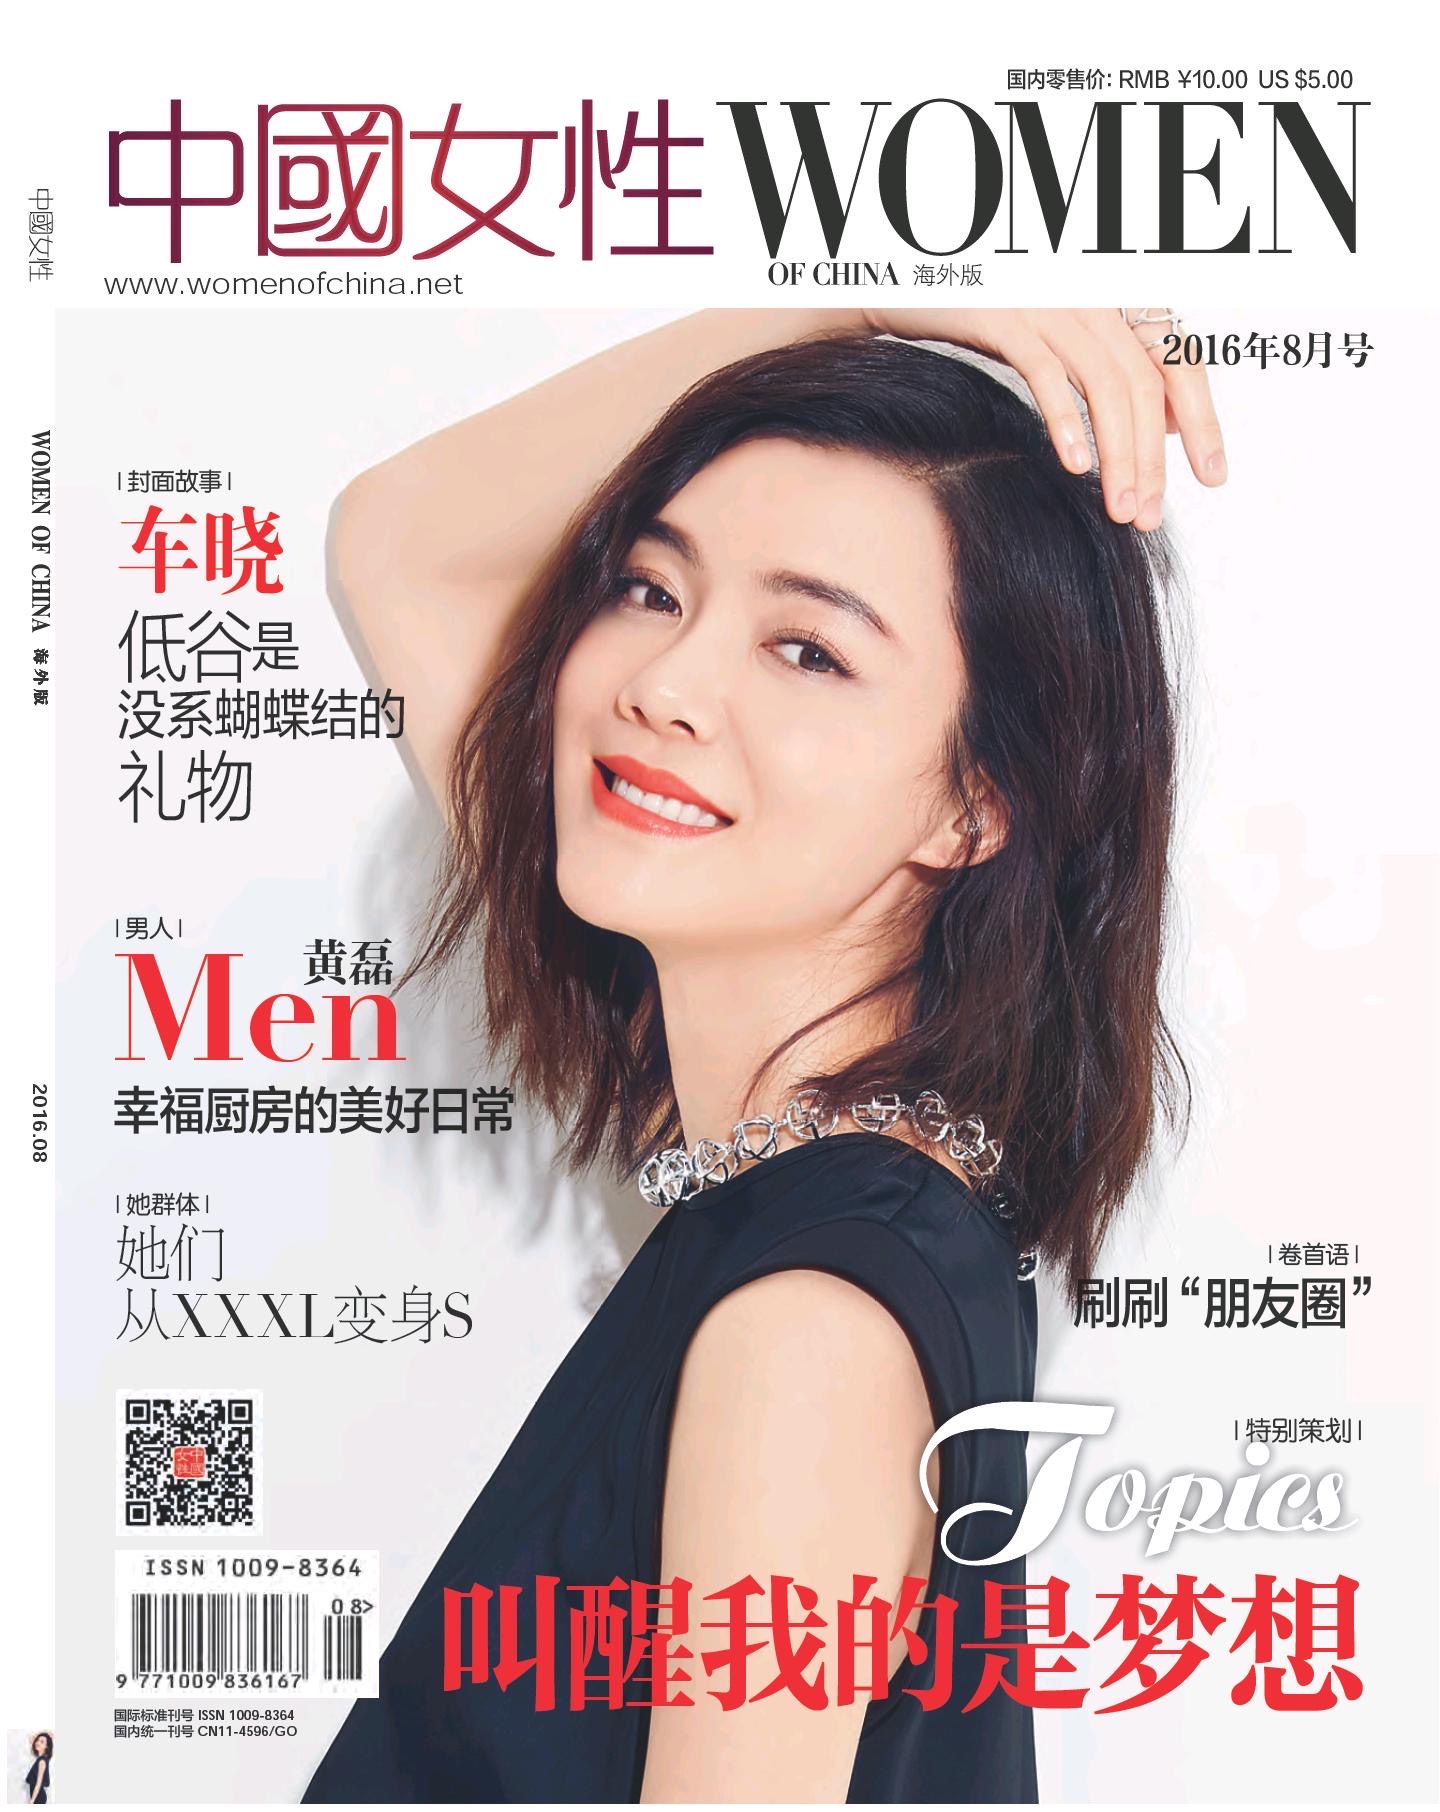 国内零售价: RMB ¥10.00 US $5.00
中國女性 WOMEN
OF CHINA 海外版
www.womenofchina.net
2016年8月号
中國女性
WOMEN OF CHINA 海外版
2016.08
|封面故事|
车晓
低谷是
没系蝴蝶结的
礼物
|男人|
Men 黄磊
幸福厨房的美好日常
|她群体|
她们
从XXXL变身S
|卷首语|
刷刷“朋友圈”
|特别策划|
Topics
叫醒我的是梦想
中國女性
ISSN 1009-8364
08>
9 771009 836167
国际标准刊号 ISSN 1009-8364
国内统一刊号 CN11-4596/GO